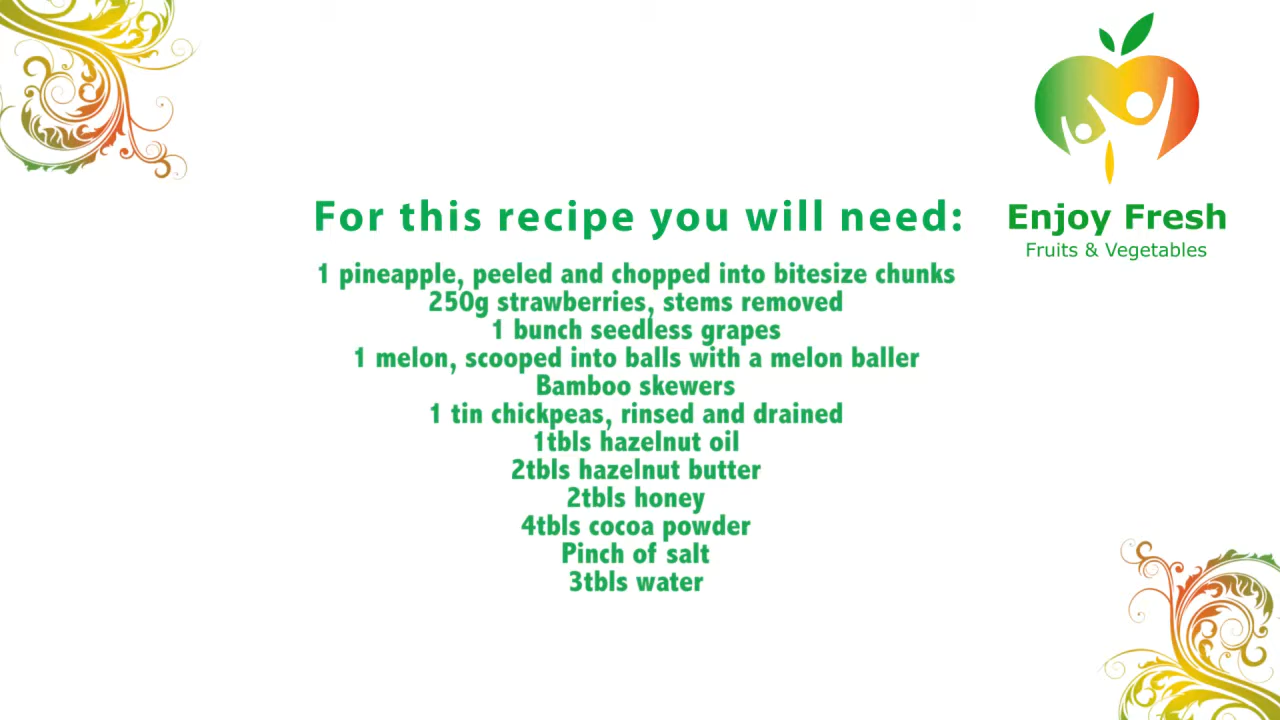 For this recipe you will need:
1 pineapple, peeled and chopped into bitesize chunks
250g strawberries, stems removed
1 bunch seedless grapes
1 melon, scooped into balls with a melon baller
Bamboo skewers
1 tin chickpeas, rinsed and drained
1tbls hazelnut oil
2tbls hazelnut butter
2tbls honey
4tbls cocoa powder
Pinch of salt
3tbls water
Enjoy Fresh
Fruits & Vegetables